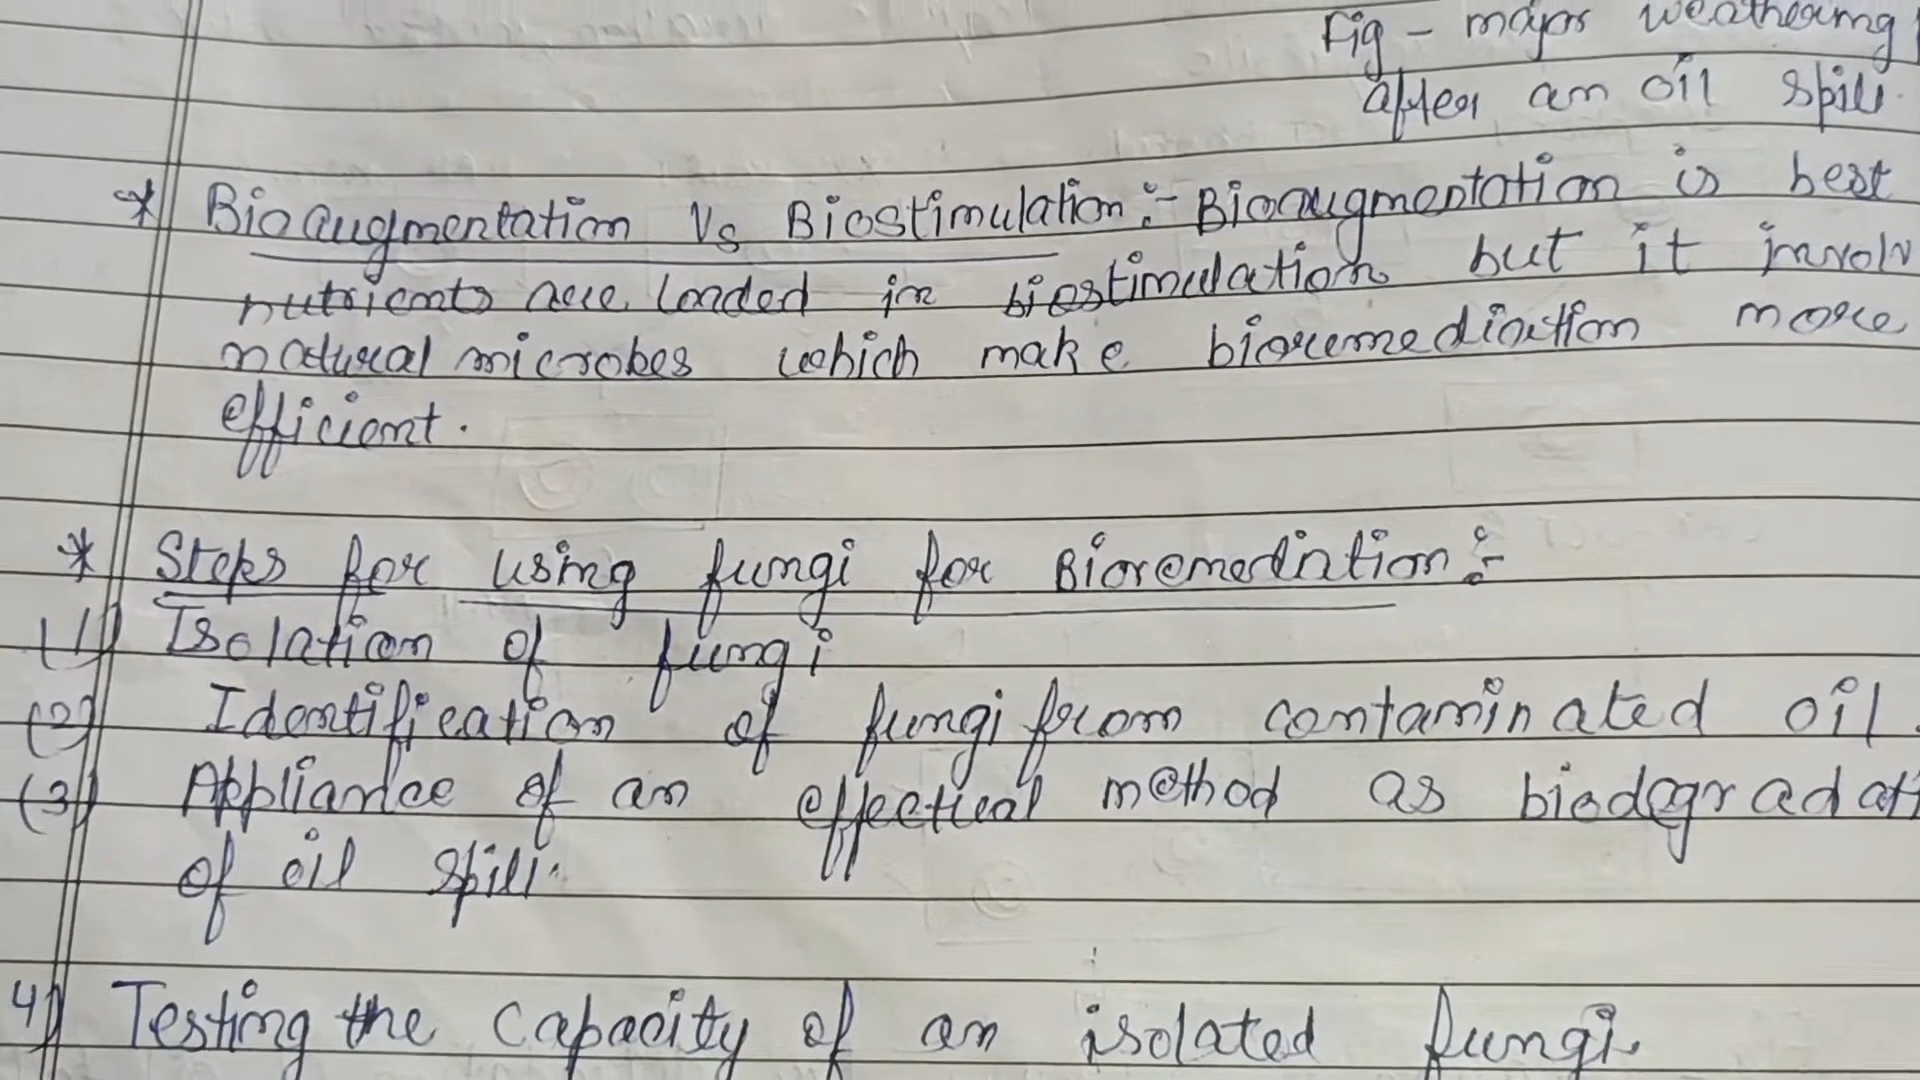 Fig - major weathering
after an oil spill.
* Bioaugmentation Vs Biostimulation :- Bioaugmentation is best
nutrients are loaded in biostimulation but it involv
natural microbes which make bioremediation more
efficient.
* Steps for using fungi for Bioremedintion :-
(1) Isolation of fungi
(2) Identification of fungi from contaminated oil.
(3) Appliance of an effectical method as biodegradati
of oil spill.
4) Testing the capacity of an isolated fungi.